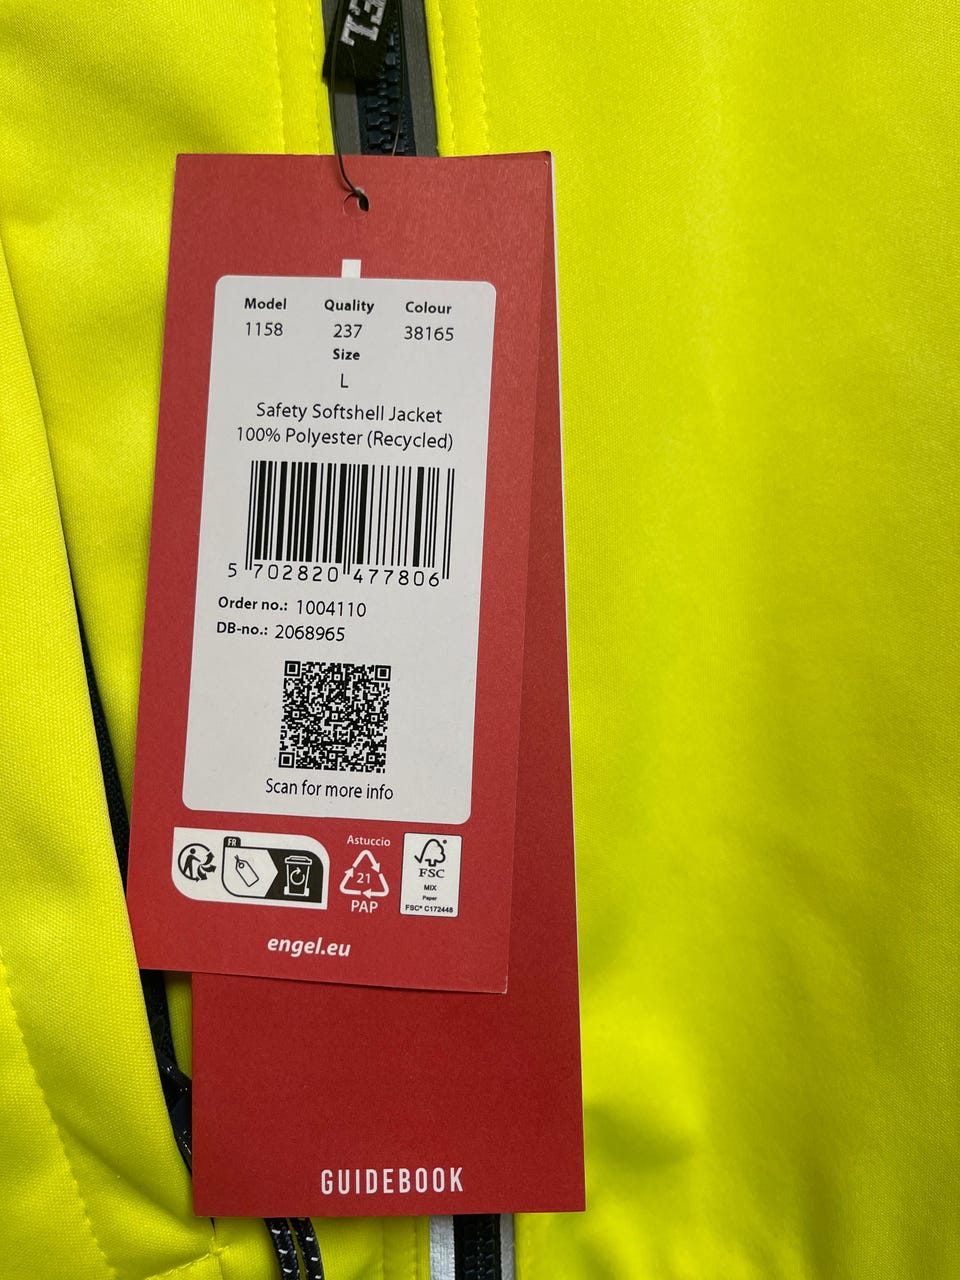 Model Quality Colour
1158 237 38165
Size
L
Safety Softshell Jacket
100% Polyester (Recycled)
5 702820 477806
Order no.: 1004110
DB-no.: 2068965
Scan for more info
FR
Astuccio
21
PAP
FSC
MIX
Paper
FSC® C172448
engel.eu
GUIDEBOOK